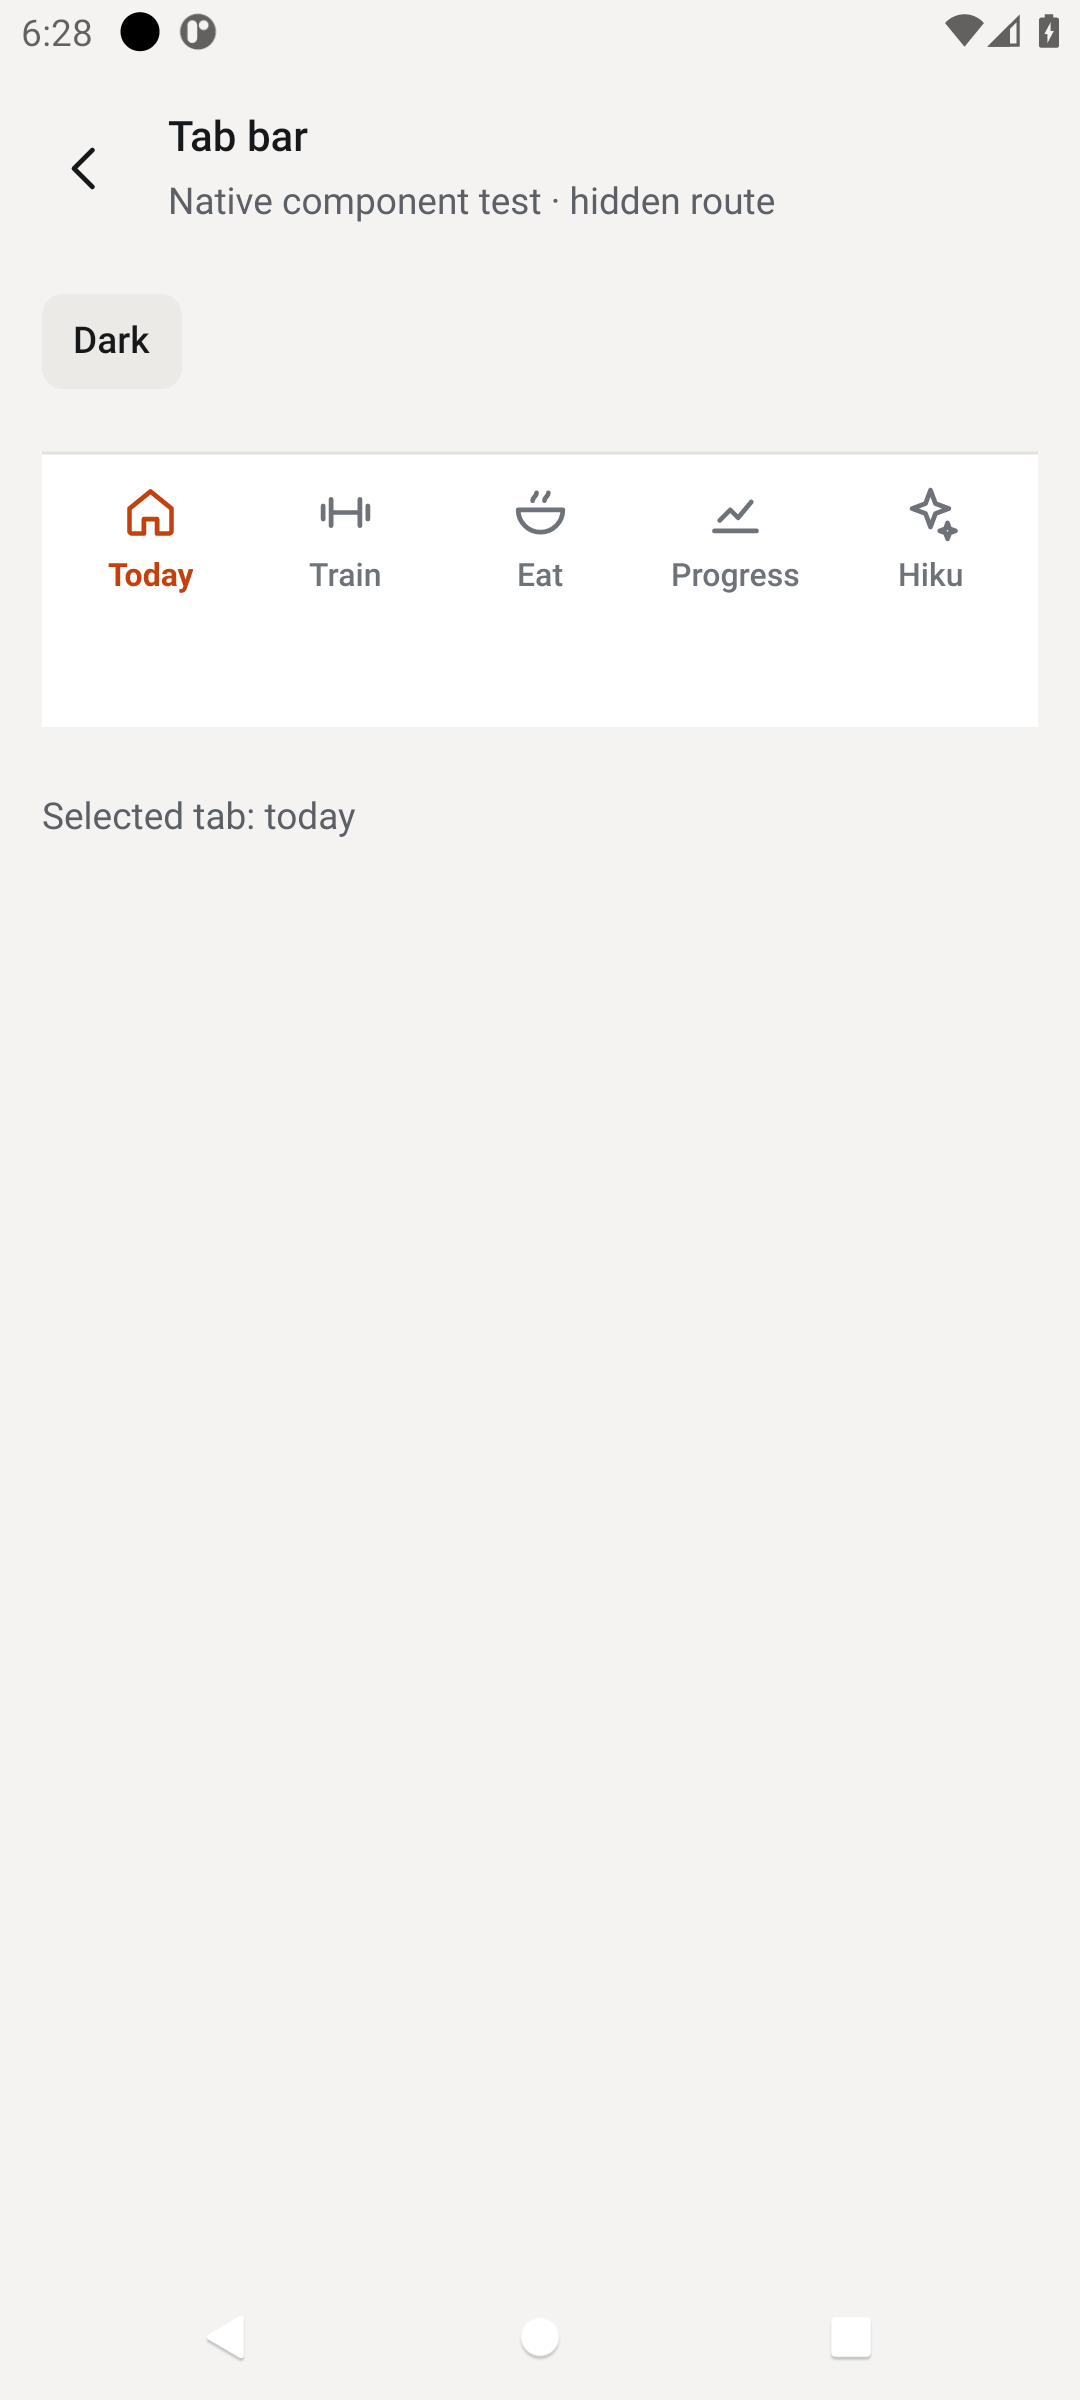 6:28
Tab bar
Native component test · hidden route
Dark
Today Train Eat Progress Hiku
Selected tab: today